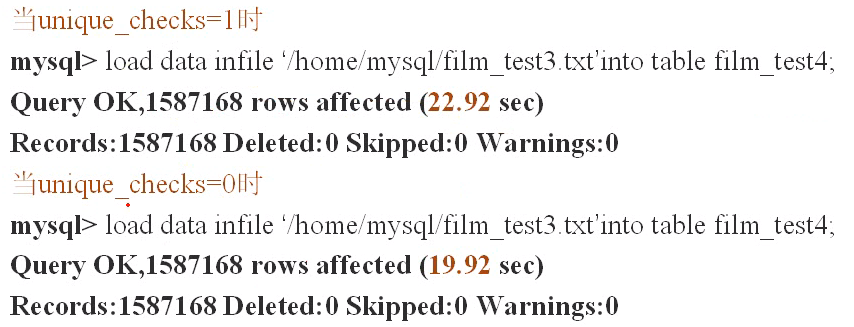 当unique_checks=1时
mysql> load data infile ‘/home/mysql/film_test3.txt’into table film_test4;
Query OK,1587168 rows affected (22.92 sec)
Records:1587168 Deleted:0 Skipped:0 Warnings:0
当unique_checks=0时
mysql> load data infile ‘/home/mysql/film_test3.txt’into table film_test4;
Query OK,1587168 rows affected (19.92 sec)
Records:1587168 Deleted:0 Skipped:0 Warnings:0